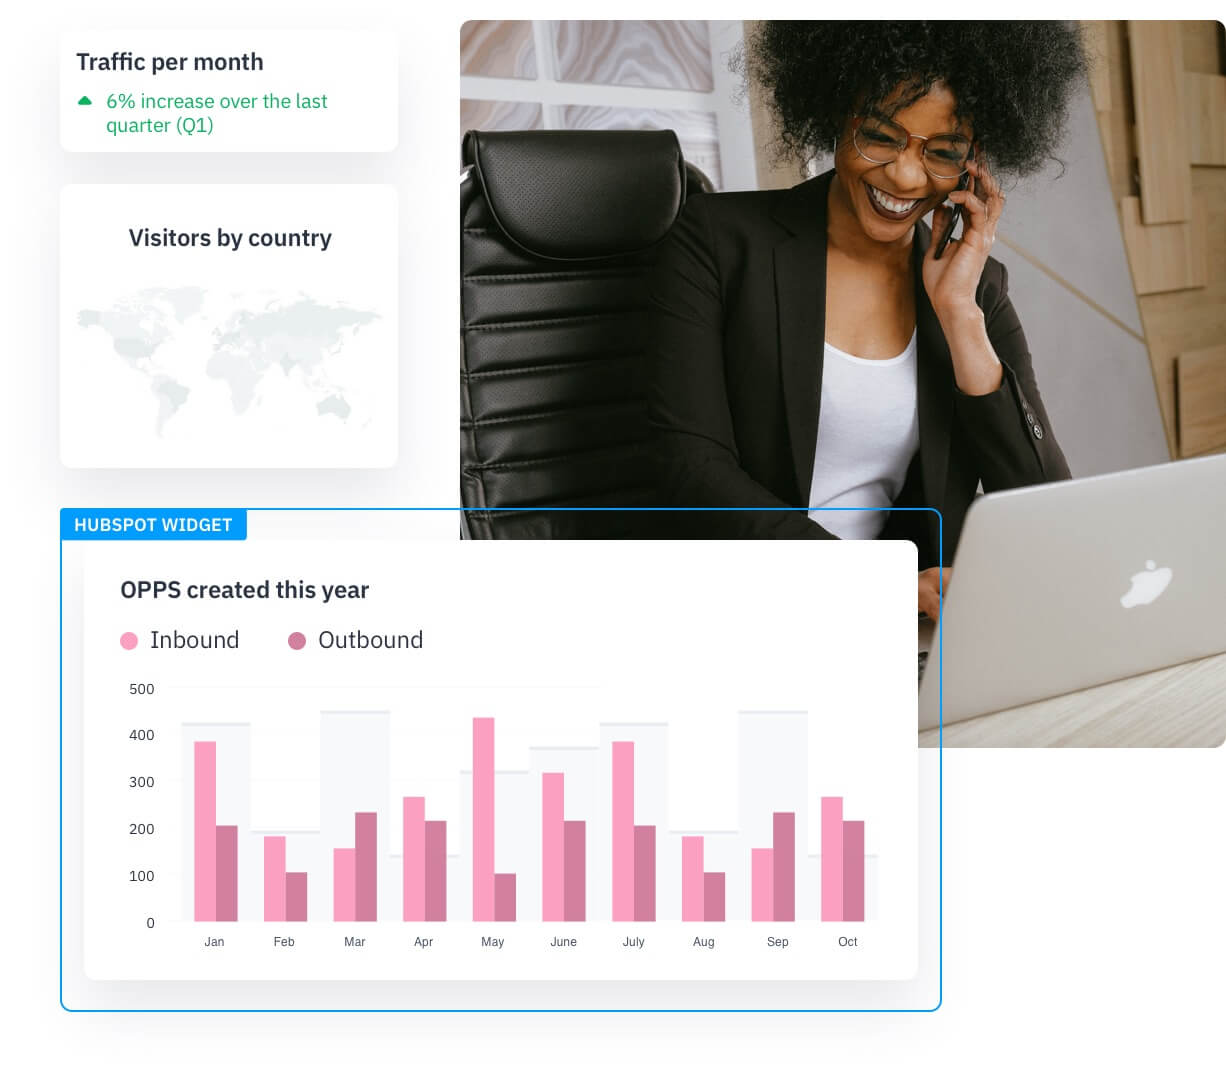 Traffic per month
6% increase over the last
quarter (Q1)
Visitors by country
HUBSPOT WIDGET
OPPS created this year
Inbound
Outbound
500
400
300
200
100
0
Jan Feb Mar Apr May June July Aug Sep Oct